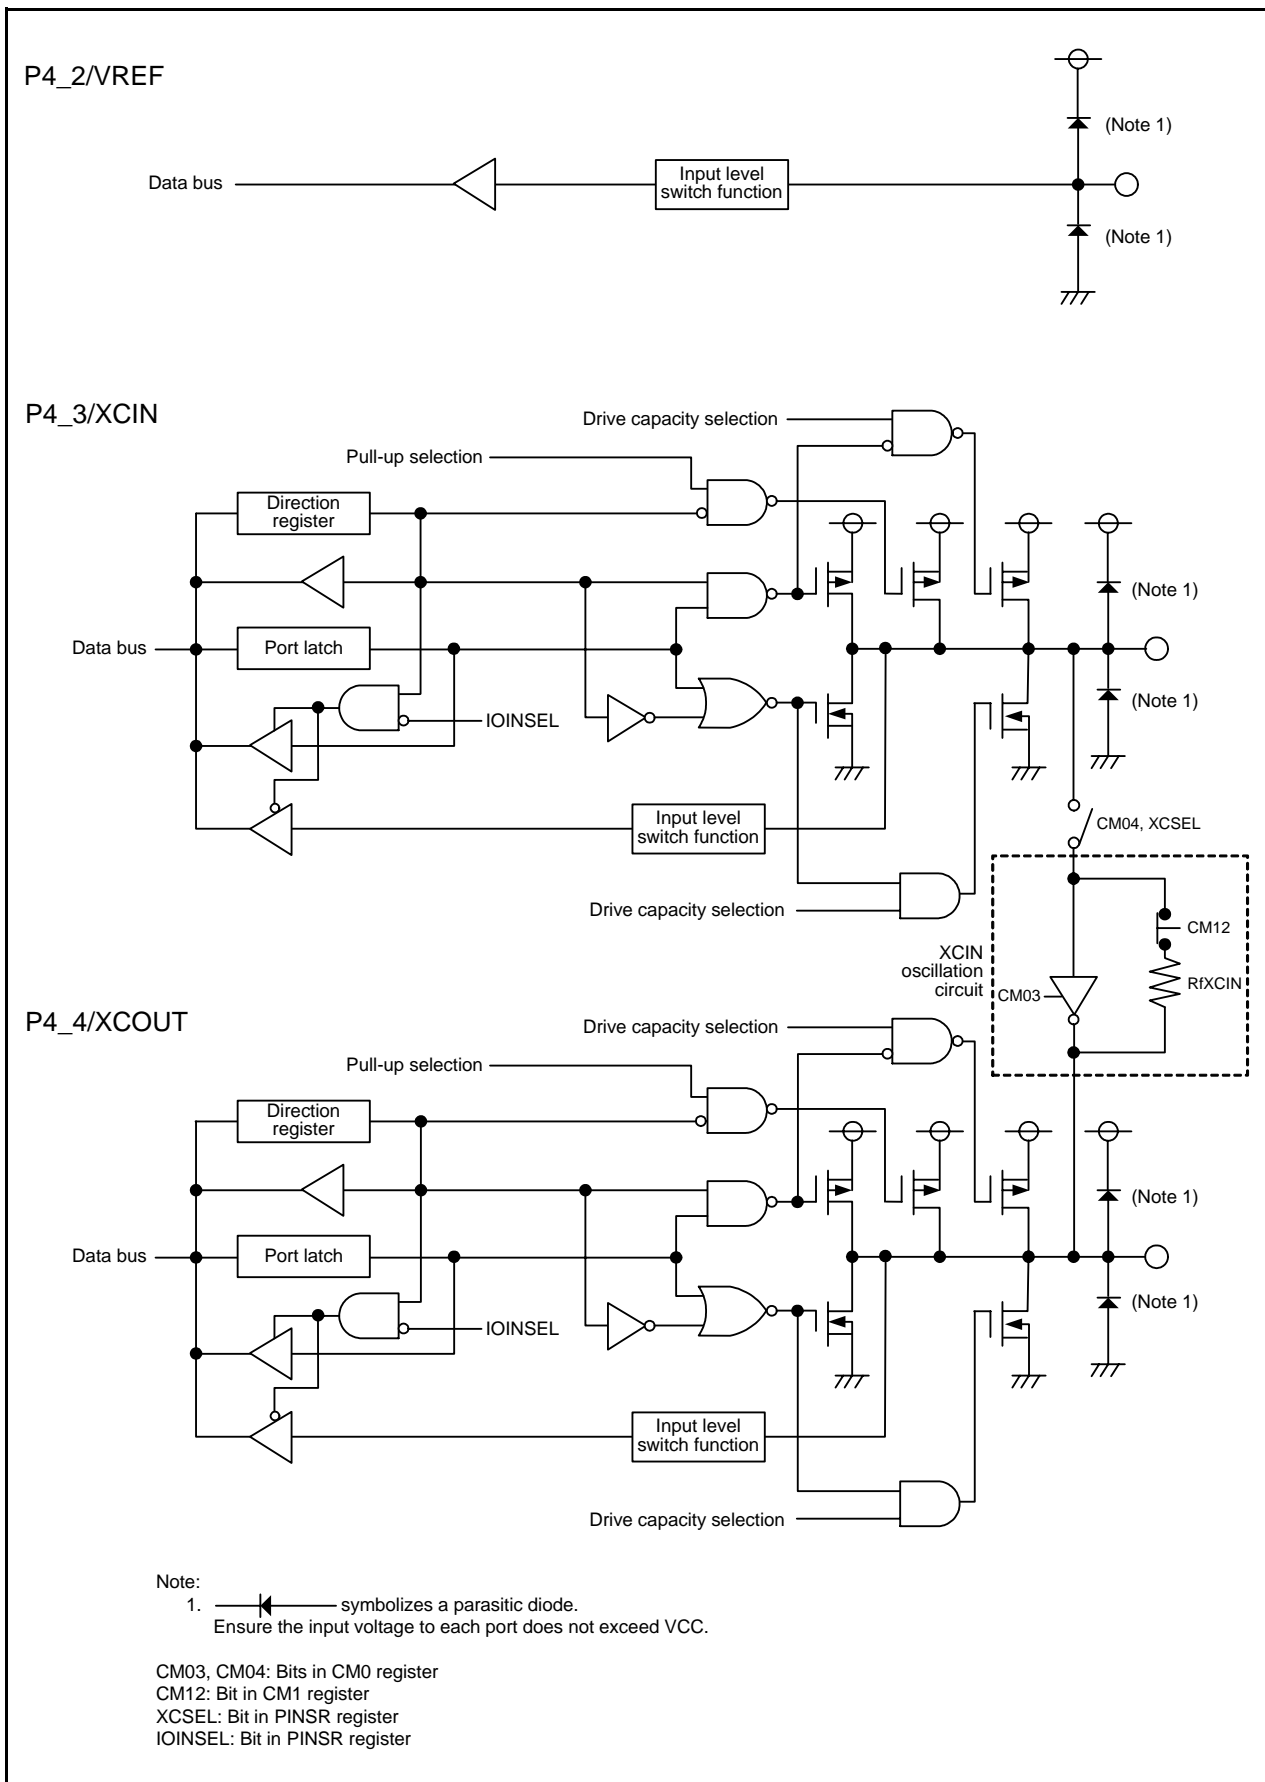 P4_2/VREF
(Note 1)
Data bus
Input level
switch function
(Note 1)
P4_3/XCIN
Drive capacity selection
Pull-up selection
Direction
register
(Note 1)
Data bus
Port latch
(Note 1)
IOINSEL
Input level
switch function
CM04, XCSEL
Drive capacity selection
CM12
XCIN
oscillation
circuit
CM03
RfXCIN
P4_4/XCOUT
Drive capacity selection
Pull-up selection
Direction
register
(Note 1)
Data bus
Port latch
(Note 1)
IOINSEL
Input level
switch function
Drive capacity selection
Note:
1. symbolizes a parasitic diode.
Ensure the input voltage to each port does not exceed VCC.
CM03, CM04: Bits in CM0 register
CM12: Bit in CM1 register
XCSEL: Bit in PINSR register
IOINSEL: Bit in PINSR register